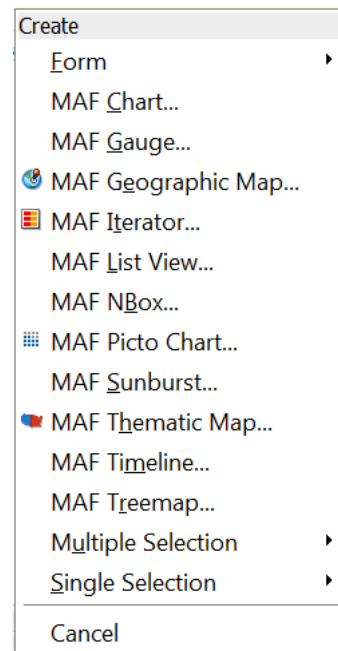 Create
Form
MAF Chart...
MAF Gauge...
MAF Geographic Map...
MAF Iterator...
MAF List View...
MAF NBox...
MAF Picto Chart...
MAF Sunburst...
MAF Thematic Map...
MAF Timeline...
MAF Treemap...
Multiple Selection
Single Selection
Cancel